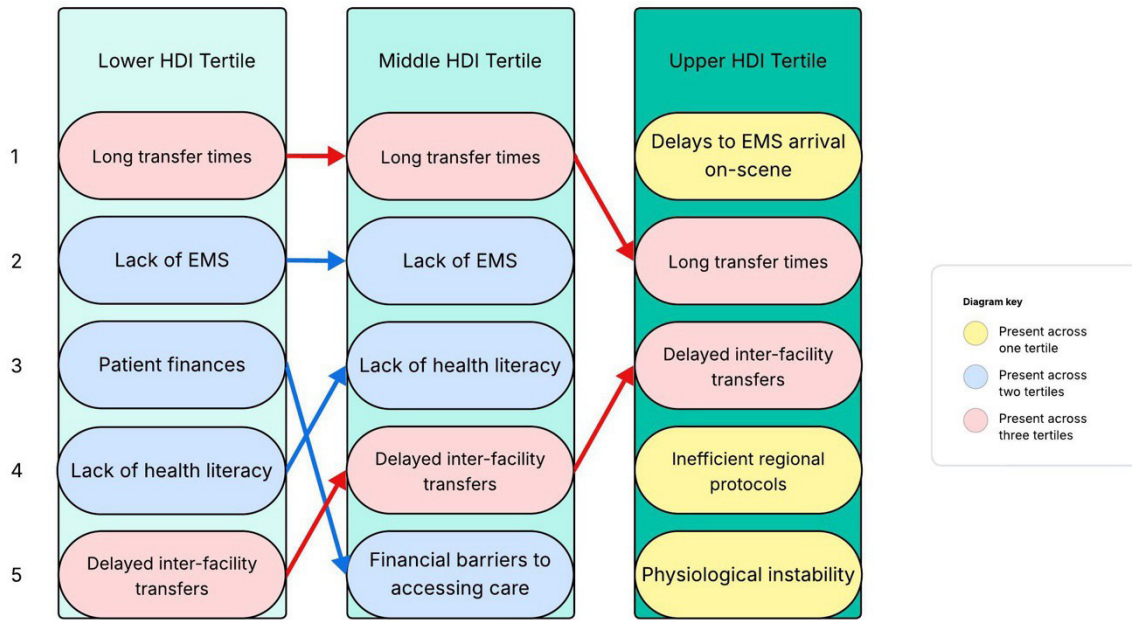 Lower HDI Tertile
Middle HDI Tertile
Upper HDI Tertile
1
Long transfer times
Long transfer times
Delays to EMS arrival
on-scene
2
Lack of EMS
Lack of EMS
Long transfer times
3
Patient finances
Lack of health literacy
Delayed inter-facility
transfers
4
Lack of health literacy
Delayed inter-facility
transfers
Inefficient regional
protocols
5
Delayed inter-facility
transfers
Financial barriers to
accessing care
Physiological instability
Diagram key
Present across
one tertile
Present across
two tertiles
Present across
three tertiles